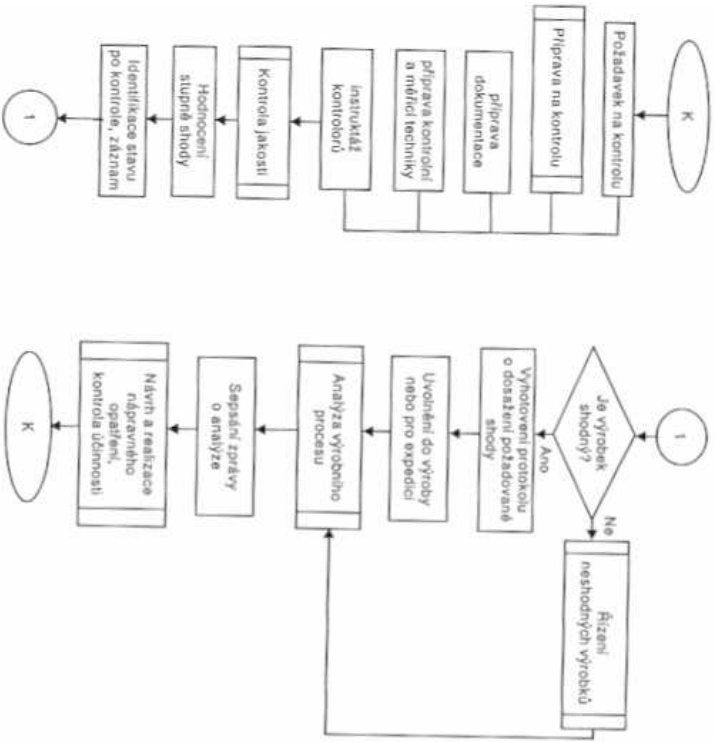 K
Požadavek na kontrolu
Příprava na kontrolu
příprava
dokumentace
příprava kontrolní
a měřicí techniky
instruktáž
kontrolorů
Kontrola jakosti
Hodnocení
stupně shody
Identifikace stavu
po kontrole, záznam
1
1
Je výrobek
shodný?
Ne
Řízení
neshodných výrobků
Ano
Vyhotovení protokolu
o dosažení požadované
shody
Uvolnění do výroby
nebo pro expedici
Analýza výrobního
procesu
Sepsání zprávy
o analýze
Návrh a realizace
nápravného
opatření,
kontrola účinnosti
K